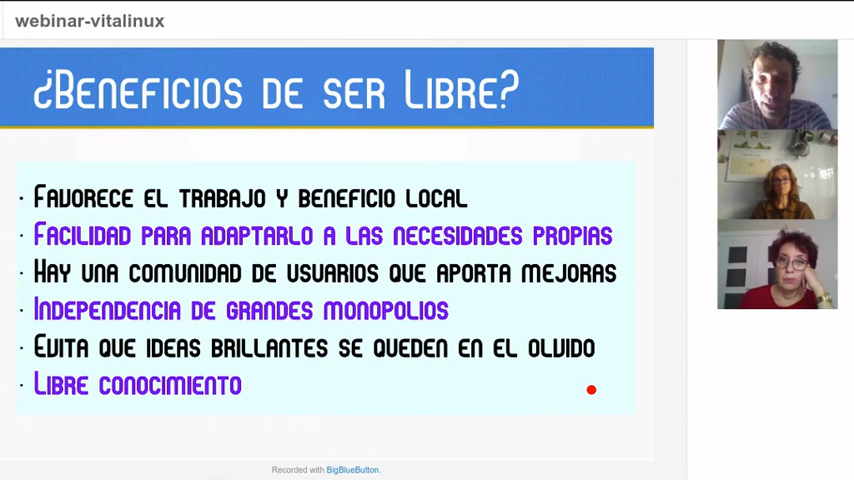 webinar-vitalinux
¿Beneficios de ser Libre?
· Favorece el trabajo y beneficio local
· Facilidad para adaptarlo a las necesidades propias
· Hay una comunidad de usuarios que aporta mejoras
· Independencia de grandes monopolios
· Evita que ideas brillantes se queden en el olvido
· Libre conocimiento
Recorded with BigBlueButton.